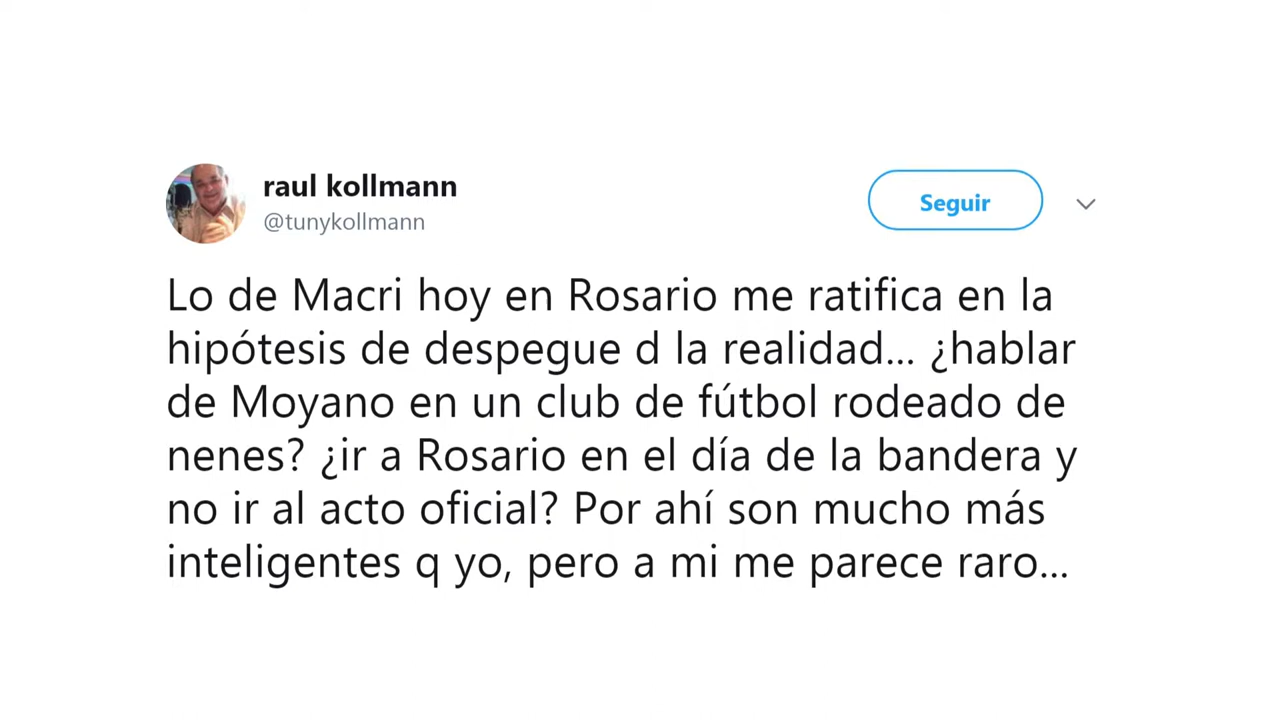 raul kollmann
@tunykollmann
Seguir
Lo de Macri hoy en Rosario me ratifica en la
hipótesis de despegue d la realidad... ¿hablar
de Moyano en un club de fútbol rodeado de
nenes? ¿ir a Rosario en el día de la bandera y
no ir al acto oficial? Por ahí son mucho más
inteligentes q yo, pero a mi me parece raro...